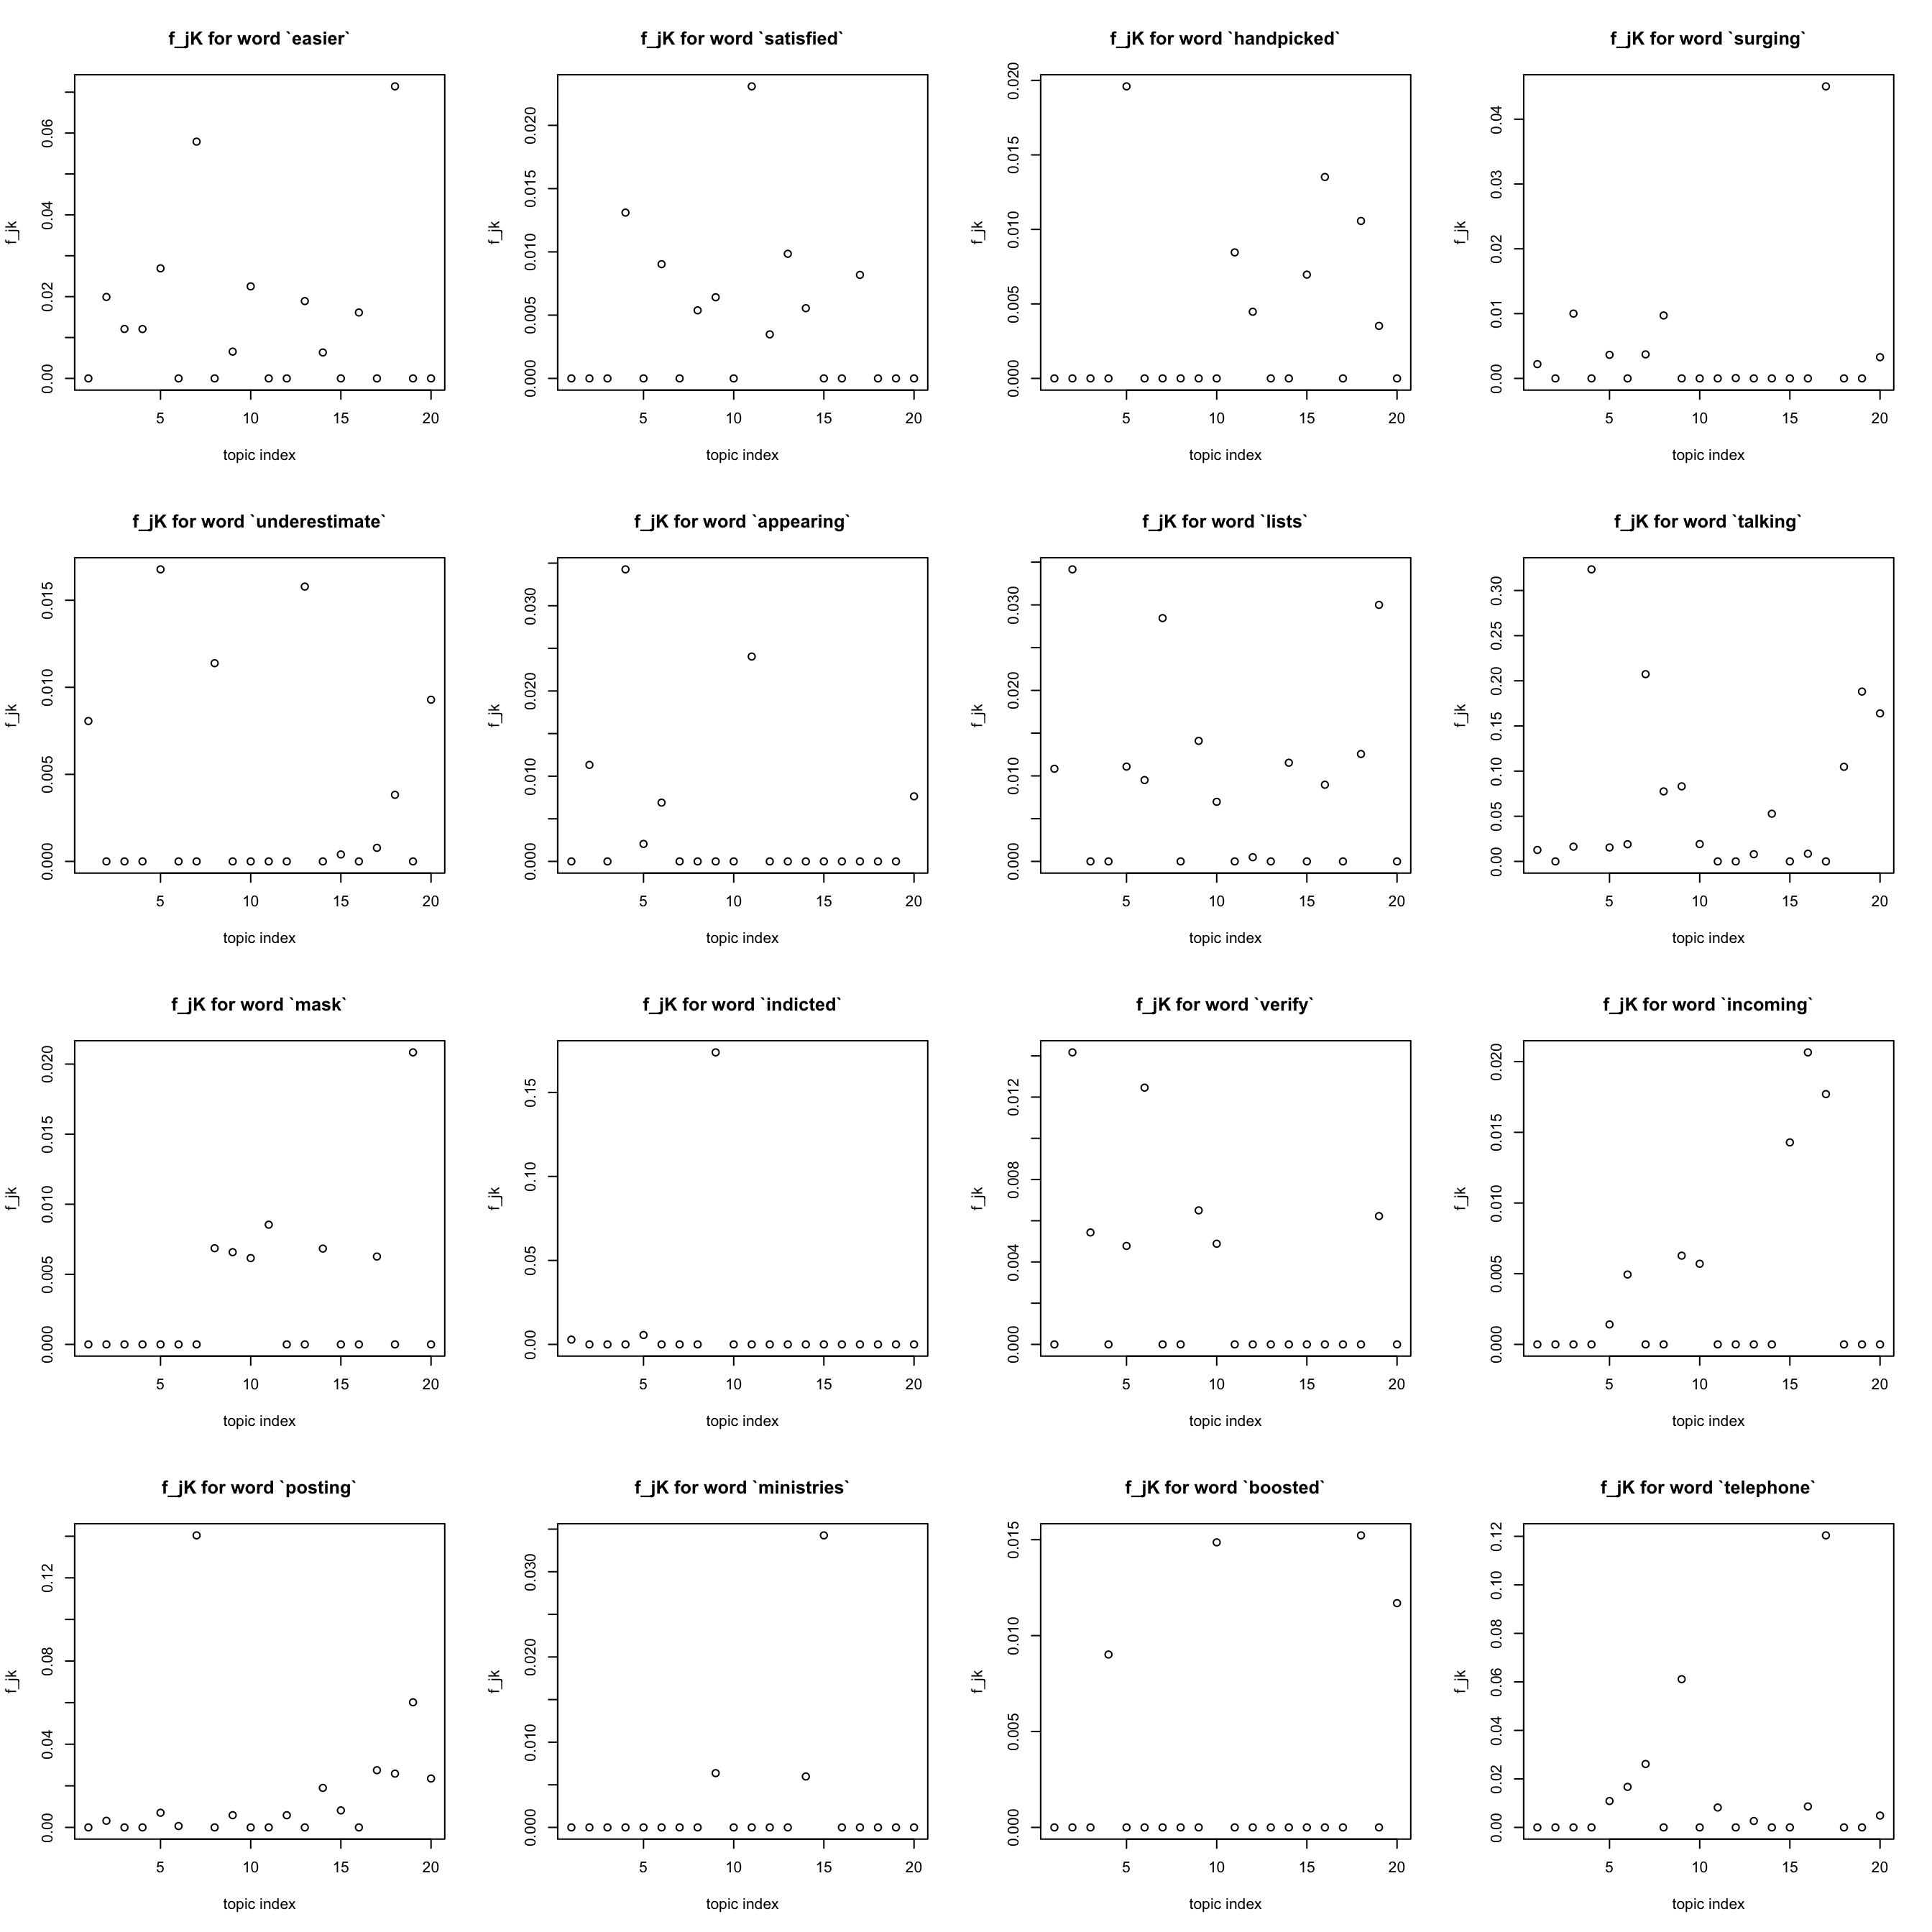 f_jK for word `easier`
f_jk
0.00 0.02 0.04 0.06
5 10 15 20
topic index
f_jK for word `satisfied`
f_jk
0.000 0.005 0.010 0.015 0.020
5 10 15 20
topic index
f_jK for word `handpicked`
f_jk
0.000 0.005 0.010 0.015 0.020
5 10 15 20
topic index
f_jK for word `surging`
f_jk
0.00 0.01 0.02 0.03 0.04
5 10 15 20
topic index
f_jK for word `underestimate`
f_jk
0.000 0.005 0.010 0.015
5 10 15 20
topic index
f_jK for word `appearing`
f_jk
0.000 0.010 0.020 0.030
5 10 15 20
topic index
f_jK for word `lists`
f_jk
0.000 0.010 0.020 0.030
5 10 15 20
topic index
f_jK for word `talking`
f_jk
0.00 0.05 0.10 0.15 0.20 0.25 0.30
5 10 15 20
topic index
f_jK for word `mask`
f_jk
0.000 0.005 0.010 0.015 0.020
5 10 15 20
topic index
f_jK for word `indicted`
f_jk
0.00 0.05 0.10 0.15
5 10 15 20
topic index
f_jK for word `verify`
f_jk
0.000 0.004 0.008 0.012
5 10 15 20
topic index
f_jK for word `incoming`
f_jk
0.000 0.005 0.010 0.015 0.020
5 10 15 20
topic index
f_jK for word `posting`
f_jk
0.00 0.04 0.08 0.12
5 10 15 20
topic index
f_jK for word `ministries`
f_jk
0.000 0.010 0.020 0.030
5 10 15 20
topic index
f_jK for word `boosted`
f_jk
0.000 0.005 0.010 0.015
5 10 15 20
topic index
f_jK for word `telephone`
f_jk
0.00 0.02 0.04 0.06 0.08 0.10 0.12
5 10 15 20
topic index